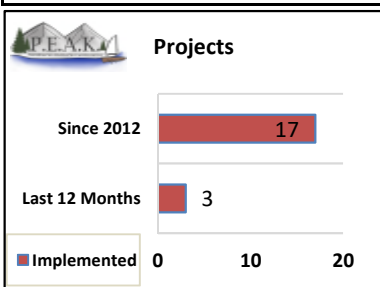 P.E.A.K.
Projects
Since 2012
17
Last 12 Months
3
Implemented
0 10 20